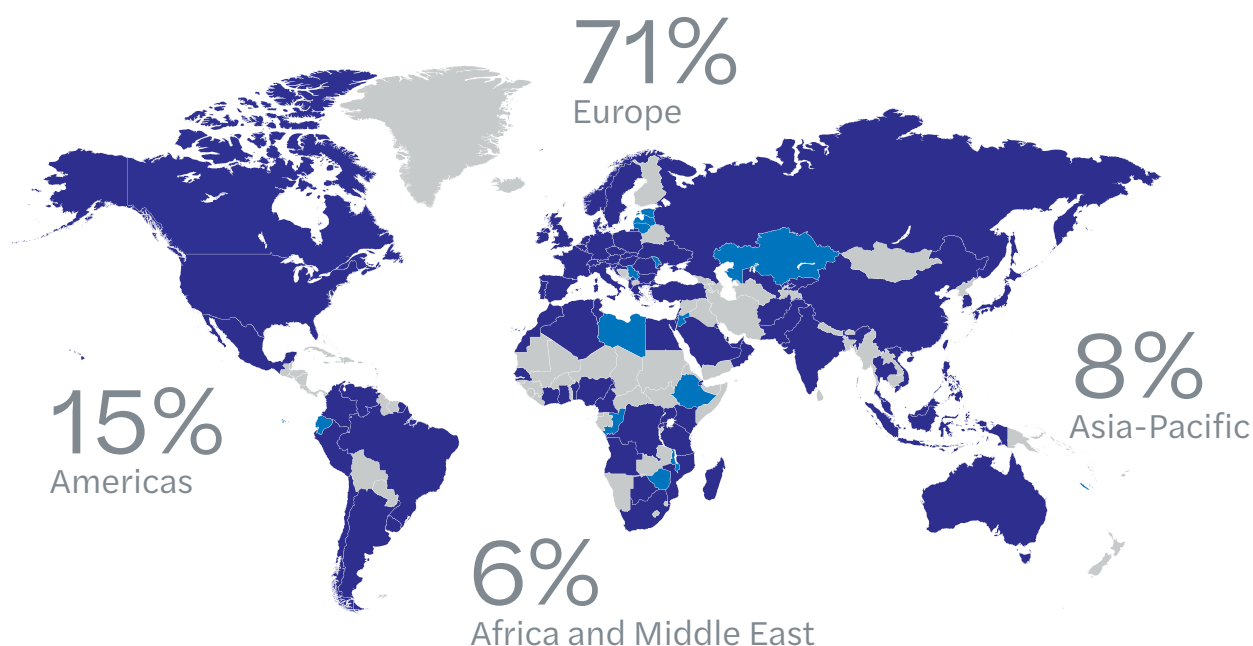 71%
Europe
15%
Americas
8%
Asia-Pacific
6%
Africa and Middle East